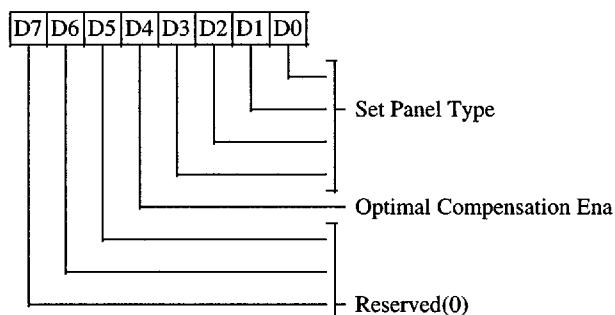 D7 D6 D5 D4 D3 D2 D1 D0
Set Panel Type
Optimal Compensation Ena
Reserved(0)